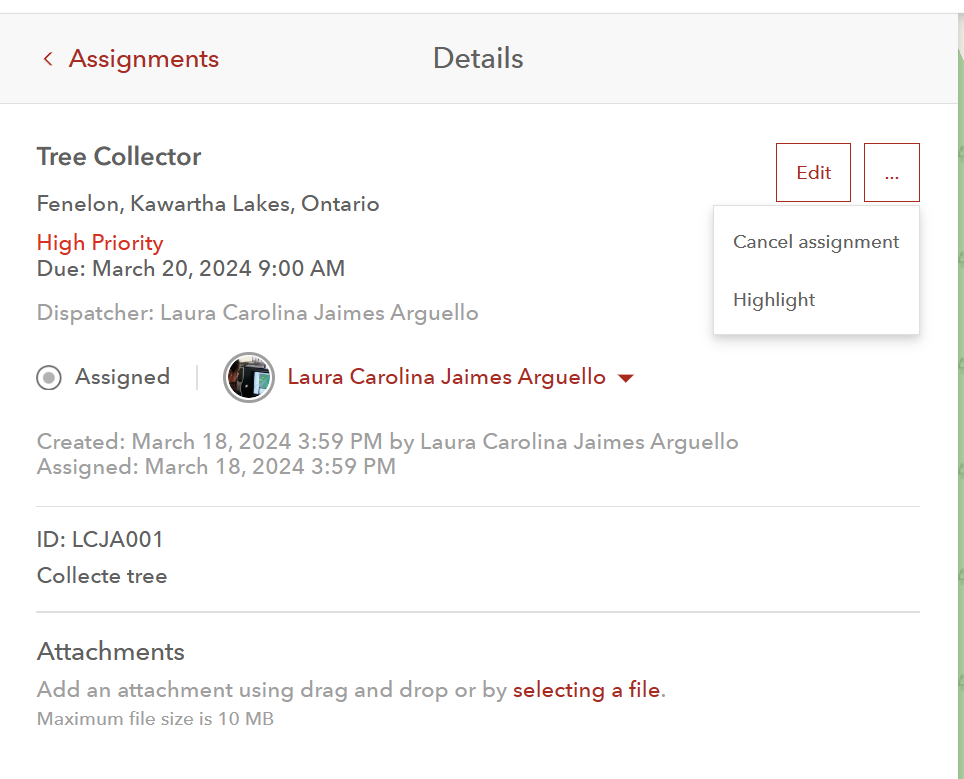 Assignments
Details
Tree Collector
Edit
...
Fenelon, Kawartha Lakes, Ontario
Cancel assignment
High Priority
Due: March 20, 2024 9:00 AM
Highlight
Dispatcher: Laura Carolina Jaimes Arguello
Assigned
Laura Carolina Jaimes Arguello
Created: March 18, 2024 3:59 PM by Laura Carolina Jaimes Arguello
Assigned: March 18, 2024 3:59 PM
ID: LCJA001
Collecte tree
Attachments
Add an attachment using drag and drop or by selecting a file.
Maximum file size is 10 MB